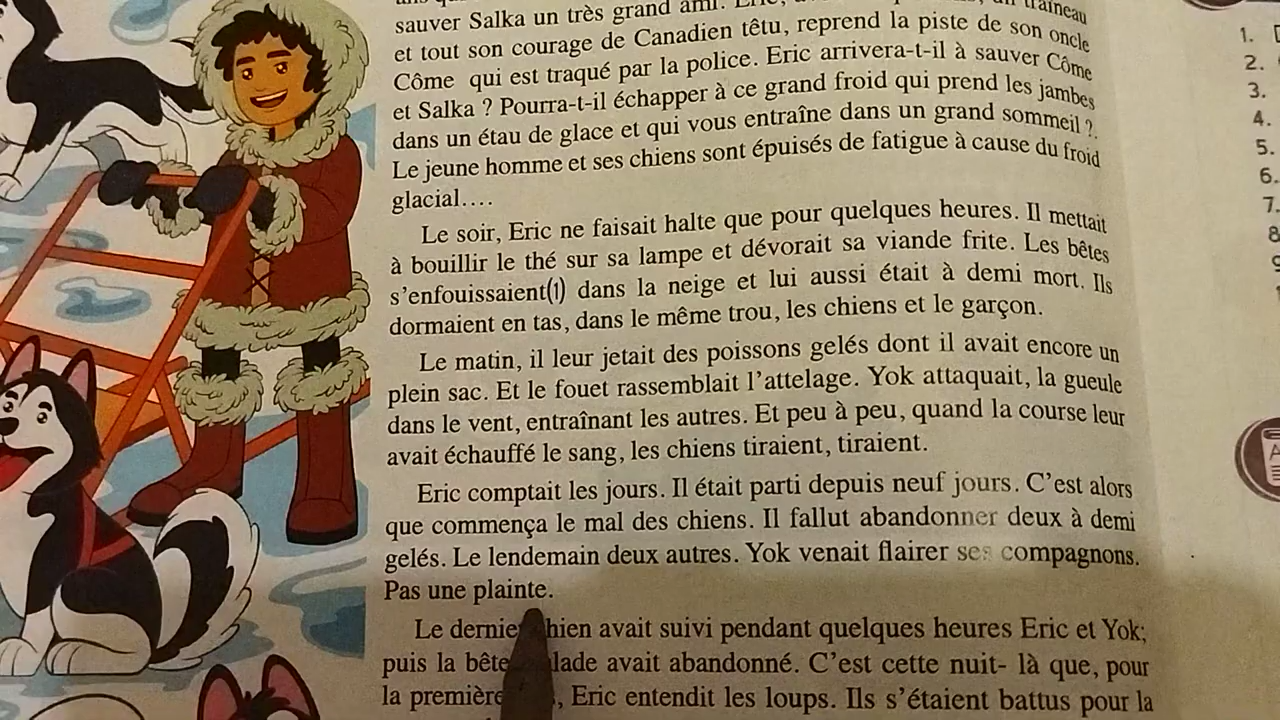 sauver Salka un très grand ami. Eric, traîneau
et tout son courage de Canadien têtu, reprend la piste de son oncle
Côme qui est traqué par la police. Eric arrivera-t-il à sauver Côme
et Salka ? Pourra-t-il échapper à ce grand froid qui prend les jambes
dans un étau de glace et qui vous entraîne dans un grand sommeil ?.
Le jeune homme et ses chiens sont épuisés de fatigue à cause du froid
glacial....
Le soir, Eric ne faisait halte que pour quelques heures. Il mettait
à bouillir le thé sur sa lampe et dévorait sa viande frite. Les bêtes
s'enfouissaient(1) dans la neige et lui aussi était à demi mort. Ils
dormaient en tas, dans le même trou, les chiens et le garçon.
Le matin, il leur jetait des poissons gelés dont il avait encore un
plein sac. Et le fouet rassemblait l'attelage. Yok attaquait, la gueule
dans le vent, entraînant les autres. Et peu à peu, quand la course leur
avait échauffé le sang, les chiens tiraient, tiraient.
Eric comptait les jours. Il était parti depuis neuf jours. C'est alors
que commença le mal des chiens. Il fallut abandonner deux à demi
gelés. Le lendemain deux autres. Yok venait flairer ses compagnons.
Pas une plainte.
Le dernier hien avait suivi pendant quelques heures Eric et Yok;
puis la bête lade avait abandonné. C'est cette nuit- là que, pour
la première , Eric entendit les loups. Ils s'étaient battus pour la
1.
2.
3.
4.
5.
6.
7.
8